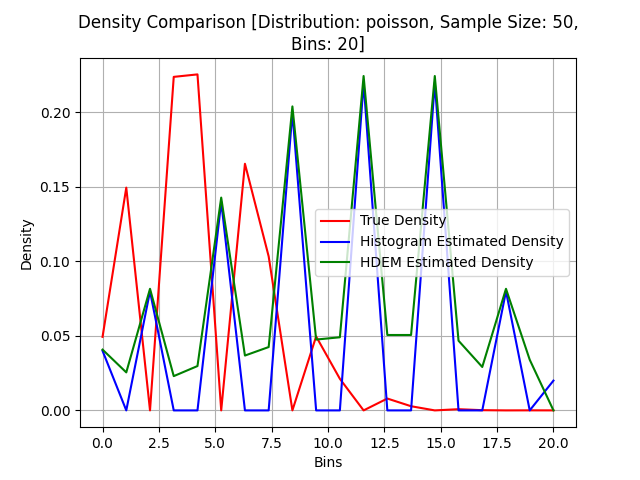 Density Comparison [Distribution: poisson, Sample Size: 50,
Bins: 20]
Density
0.20
0.15
0.10
0.05
0.00
True Density
Histogram Estimated Density
HDEM Estimated Density
0.0 2.5 5.0 7.5 10.0 12.5 15.0 17.5 20.0
Bins